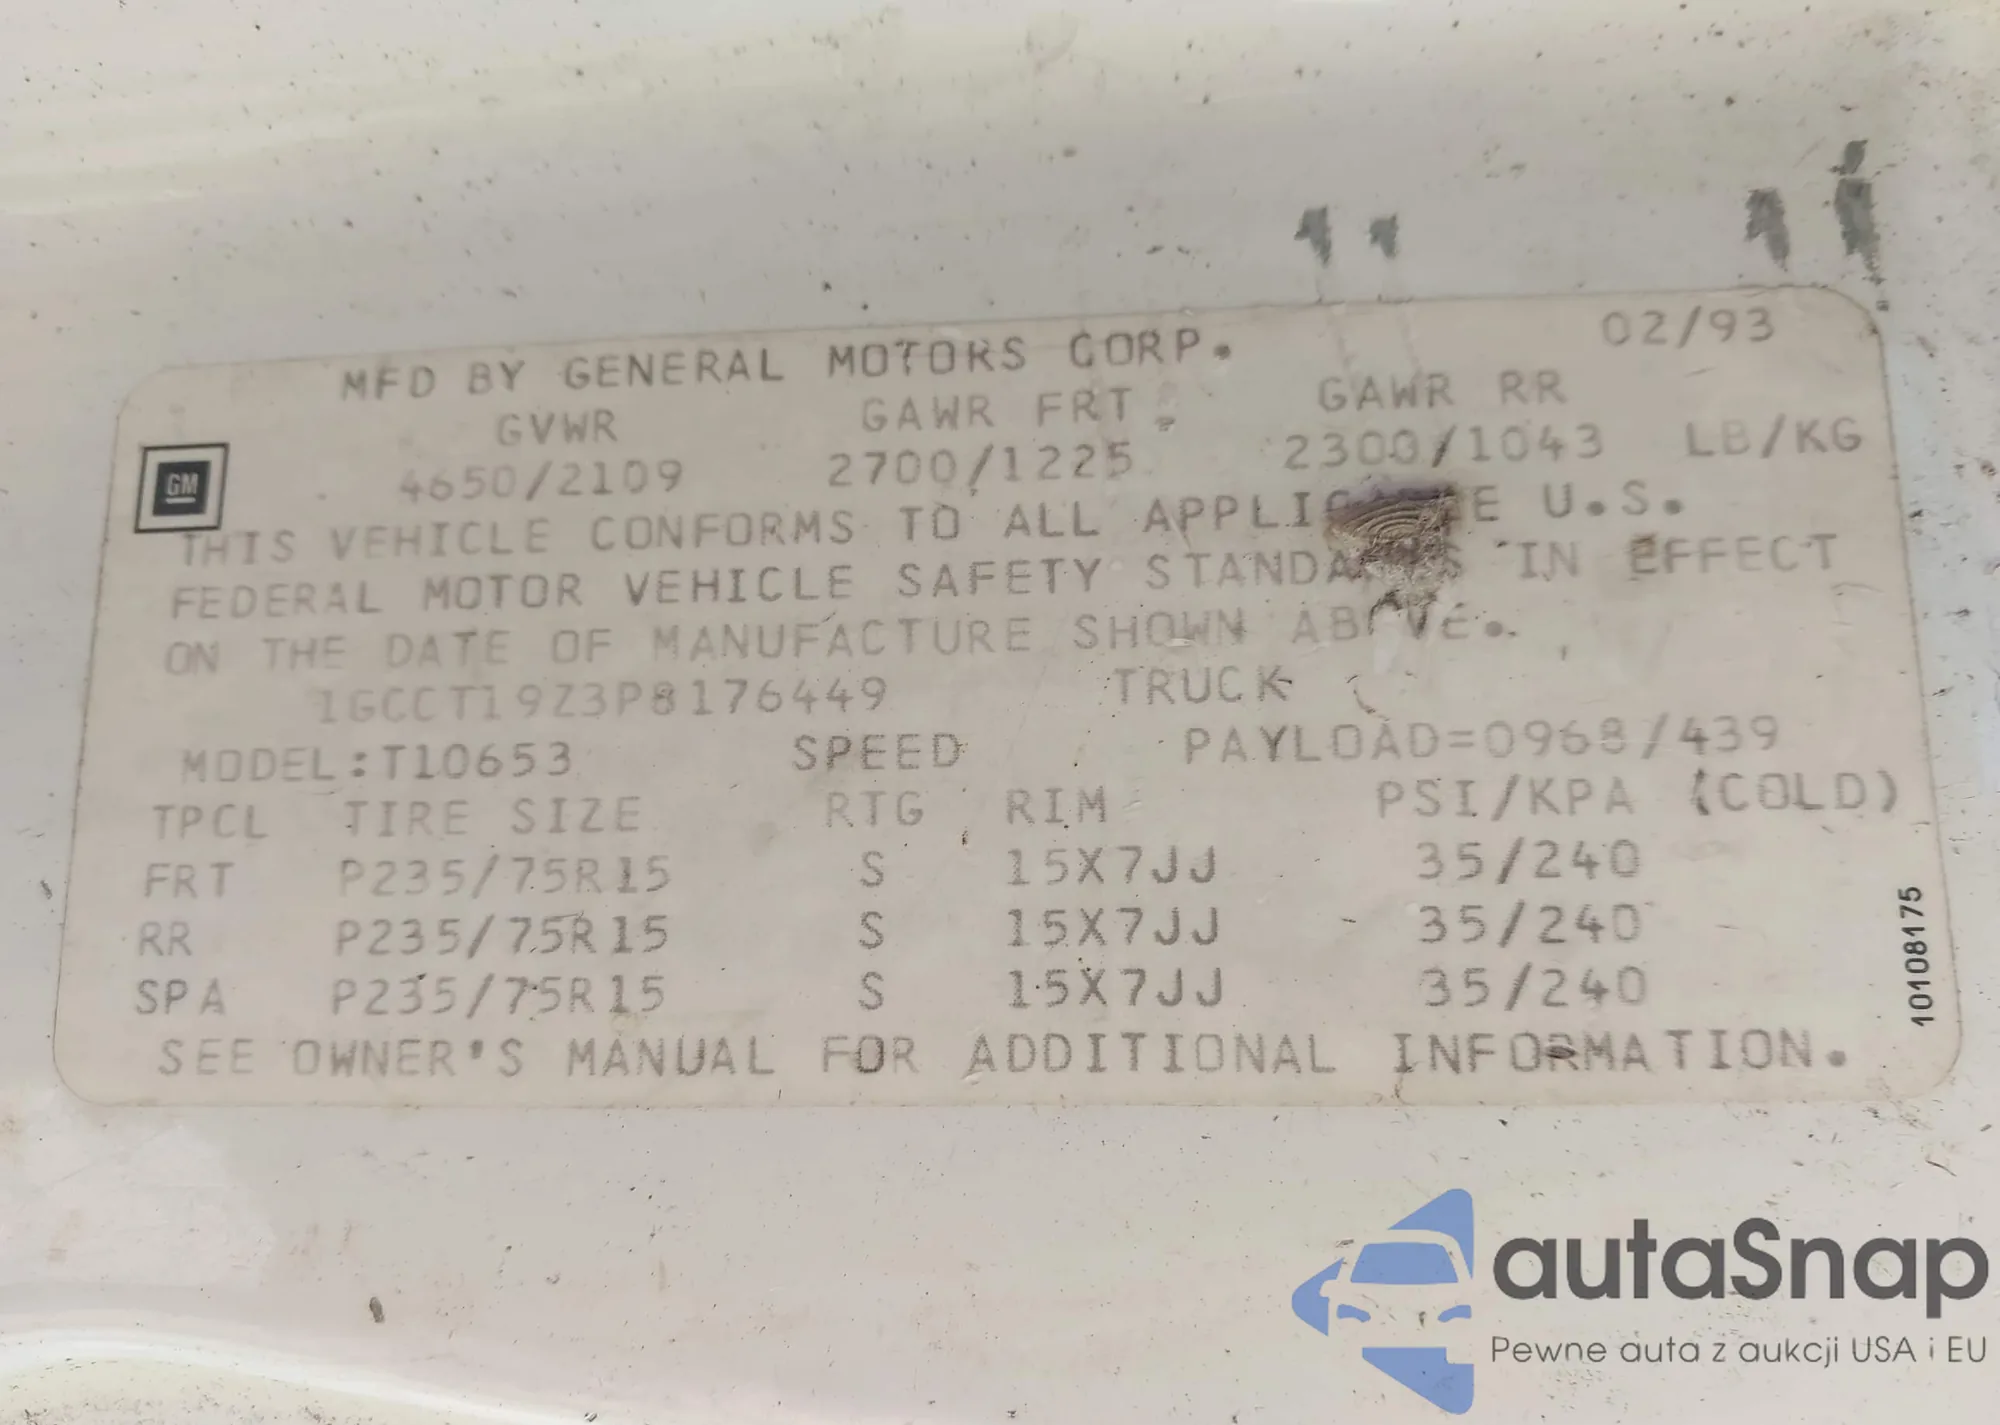 MFD BY GENERAL MOTORS CORP. 02/93
GVWR GAWR FRT GAWR RR
4650/2109 2700/1225 2300/1043 LB/KG
GM
THIS VEHICLE CONFORMS TO ALL U.S.
FEDERAL MOTOR VEHICLE SAFETY IN EFFECT
ON THE DATE OF MANUFACTURE SHOWN
1GCCT19Z3P8176449 TRUCK
MODEL:T10653 SPEED PAYLOAD=0968/439
TPCL TIRE SIZE RTG RIM PSI/KPA (COLD)
FRT P235/75R15 S 15X7JJ 35/240
RR P235/75R15 S 15X7JJ 35/240
SPA P235/75R15 S 15X7JJ 35/240
SEE OWNER'S MANUAL FOR ADDITIONAL INFORMATION.
10108175
autaSnap
Pewne auta z aukcji USA i EU